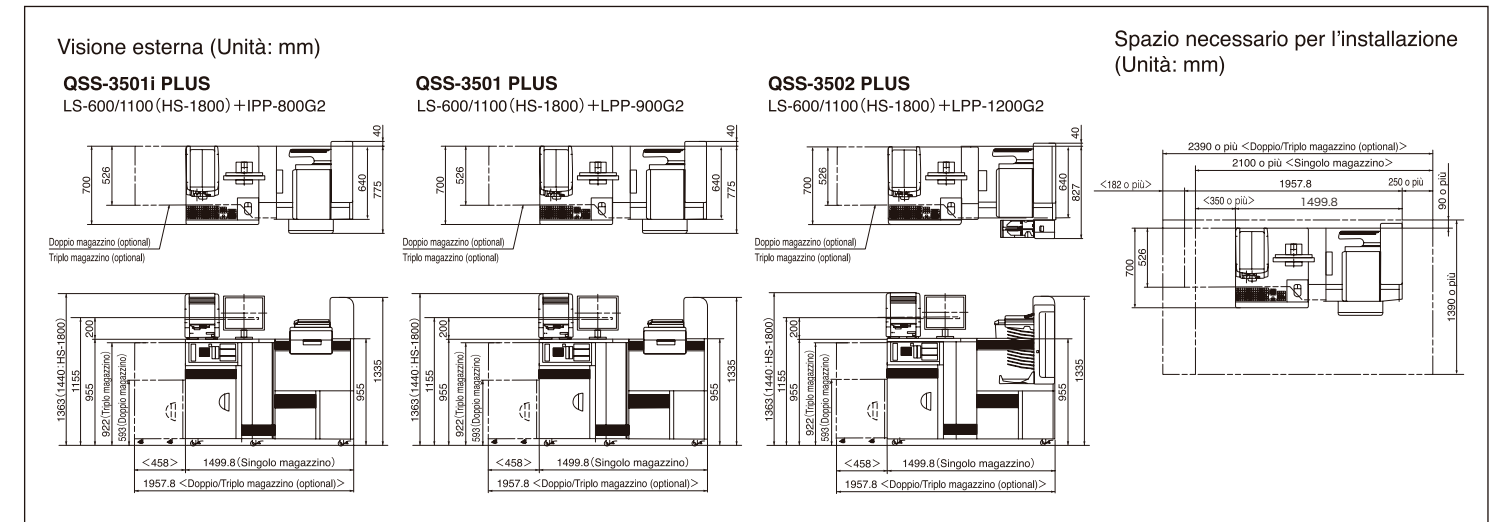 Visione esterna (Unità: mm)
QSS-3501i PLUS
LS-600/1100(HS-1800)+IPP-800G2
40
700
526
640
775
Doppio magazzino (optional)
Triplo magazzino (optional)
1363(1440:HS-1800)
1155
955
200
922(Triplo magazzino)
593(Doppio magazzino)
955
1335
<458>
1499.8(Singolo magazzino)
1957.8 <Doppio/Triplo magazzino (optional)>
QSS-3501 PLUS
LS-600/1100(HS-1800)+LPP-900G2
40
700
526
640
775
Doppio magazzino (optional)
Triplo magazzino (optional)
1363(1440:HS-1800)
1155
955
200
922(Triplo magazzino)
593(Doppio magazzino)
955
1335
<458>
1499.8(Singolo magazzino)
1957.8 <Doppio/Triplo magazzino (optional)>
QSS-3502 PLUS
LS-600/1100(HS-1800)+LPP-1200G2
40
700
526
640
827
Doppio magazzino (optional)
Triplo magazzino (optional)
1363(1440:HS-1800)
1155
955
200
922(Triplo magazzino)
593(Doppio magazzino)
955
1335
<458>
1499.8(Singolo magazzino)
1957.8 <Doppio/Triplo magazzino (optional)>
Spazio necessario per l'installazione
(Unità: mm)
2390 o più <Doppio/Triplo magazzino (optional)>
2100 o più <Singolo magazzino>
<182 o più>
1957.8
250 o più
<350 o più>
1499.8
90 o più
700
526
1390 o più